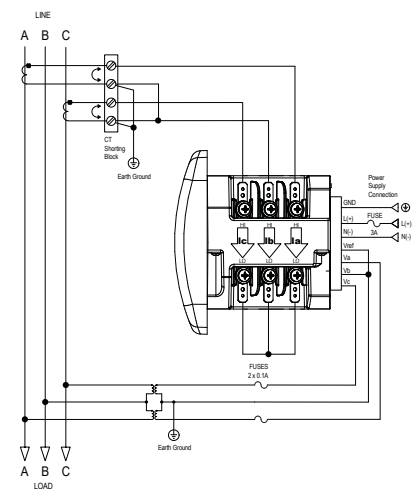 LINE
A B C
CT
Shorting
Block
Earth Ground
Power
Supply
Connection
GND
L(+) FUSE L(+)
N(-) 3A N(-)
Vref
Va
Vb
Vc
HI HI HI
Ic Ib Ia
LO LO LO
FUSES
2 x 0.1A
Earth Ground
A B C
LOAD